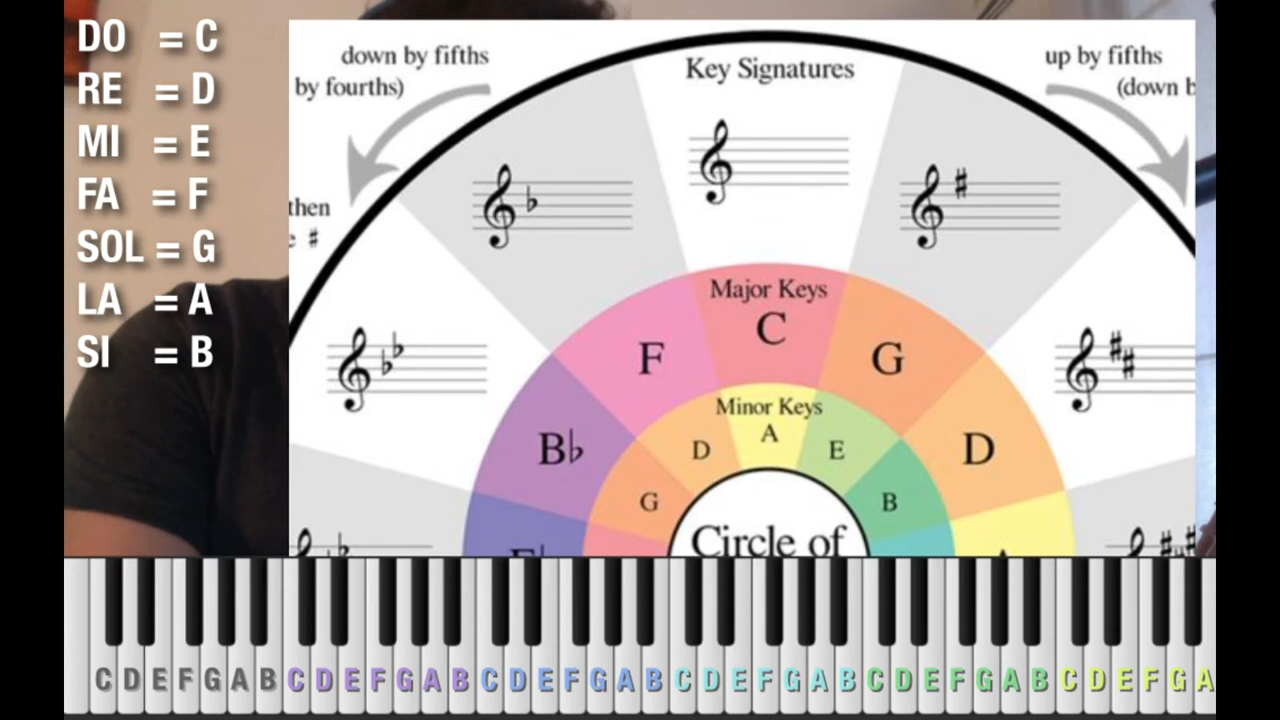 DO = C
RE = D
MI = E
FA = F
SOL = G
LA = A
SI = B
down by fifths
by fourths)
Key Signatures
up by fifths
(down b
then
♯
Major Keys
C
F
G
B♭
D
Minor Keys
A
D
E
G
B
Circle of
C D E F G A B C D E F G A B C D E F G A B C D E F G A B C D E F G A B C D E F G A